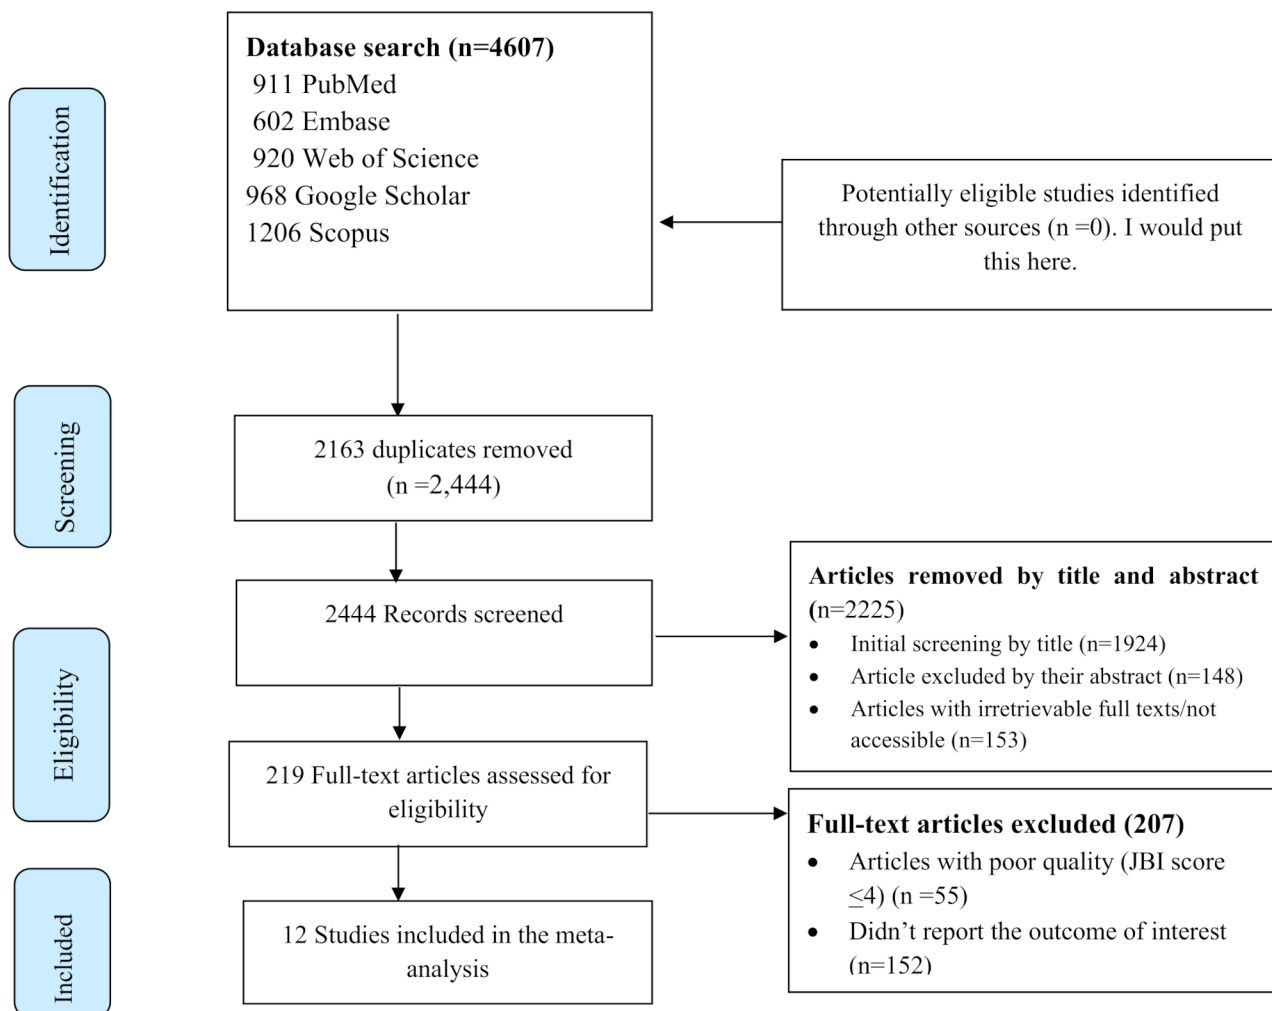 Identification
Database search (n=4607)
911 PubMed
602 Embase
920 Web of Science
968 Google Scholar
1206 Scopus
Potentially eligible studies identified
through other sources (n =0). I would put
this here.
Screening
2163 duplicates removed
(n =2,444)
2444 Records screened
Articles removed by title and abstract
(n=2225)
• Initial screening by title (n=1924)
• Article excluded by their abstract (n=148)
• Articles with irretrievable full texts/not
accessible (n=153)
Eligibility
219 Full-text articles assessed for
eligibility
Full-text articles excluded (207)
• Articles with poor quality (JBI score
≤4) (n =55)
• Didn’t report the outcome of interest
(n=152)
Included
12 Studies included in the meta-
analysis